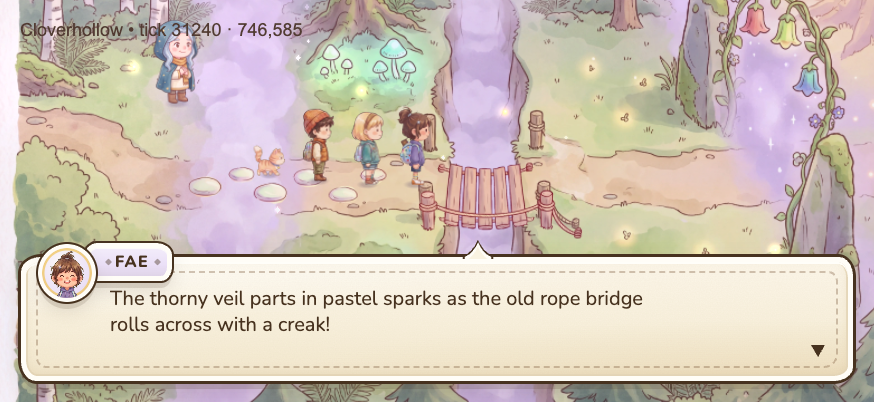 Cloverhollow • tick 31240 · 746,585
FAE
The thorny veil parts in pastel sparks as the old rope bridge
rolls across with a creak!